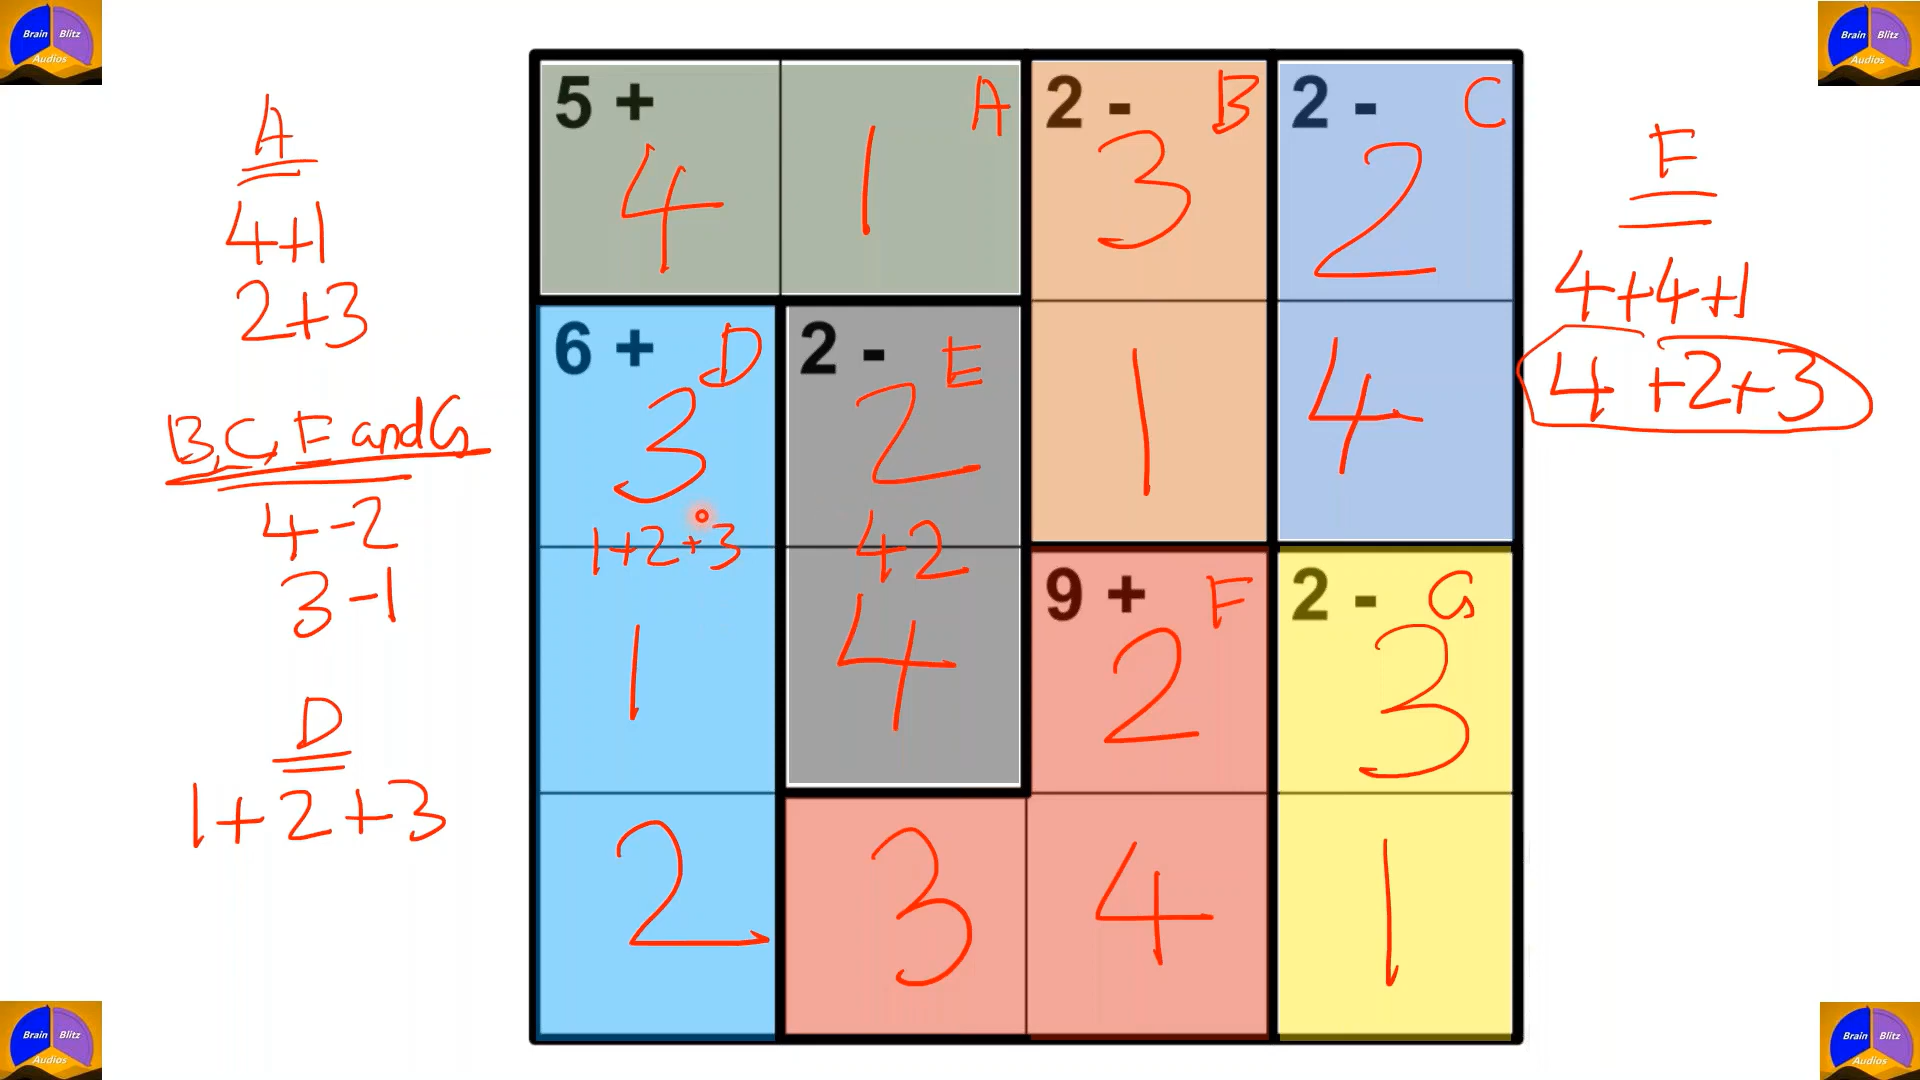 Brain Blitz
Audios
Brain Blitz
Audios
A
4+1
2+3
B, C, E and G
4-2
3-1
D
1+2+3
5 + A
4 1
2 - B
3
2 - C
2
6 + D
3
1+2+3
2 - E
2
42
1
4
1
4
9 + F
2
2 - G
3
2
3 4
1
F
4+4+1
4+2+3
Brain Blitz
Audios
Brain Blitz
Audios